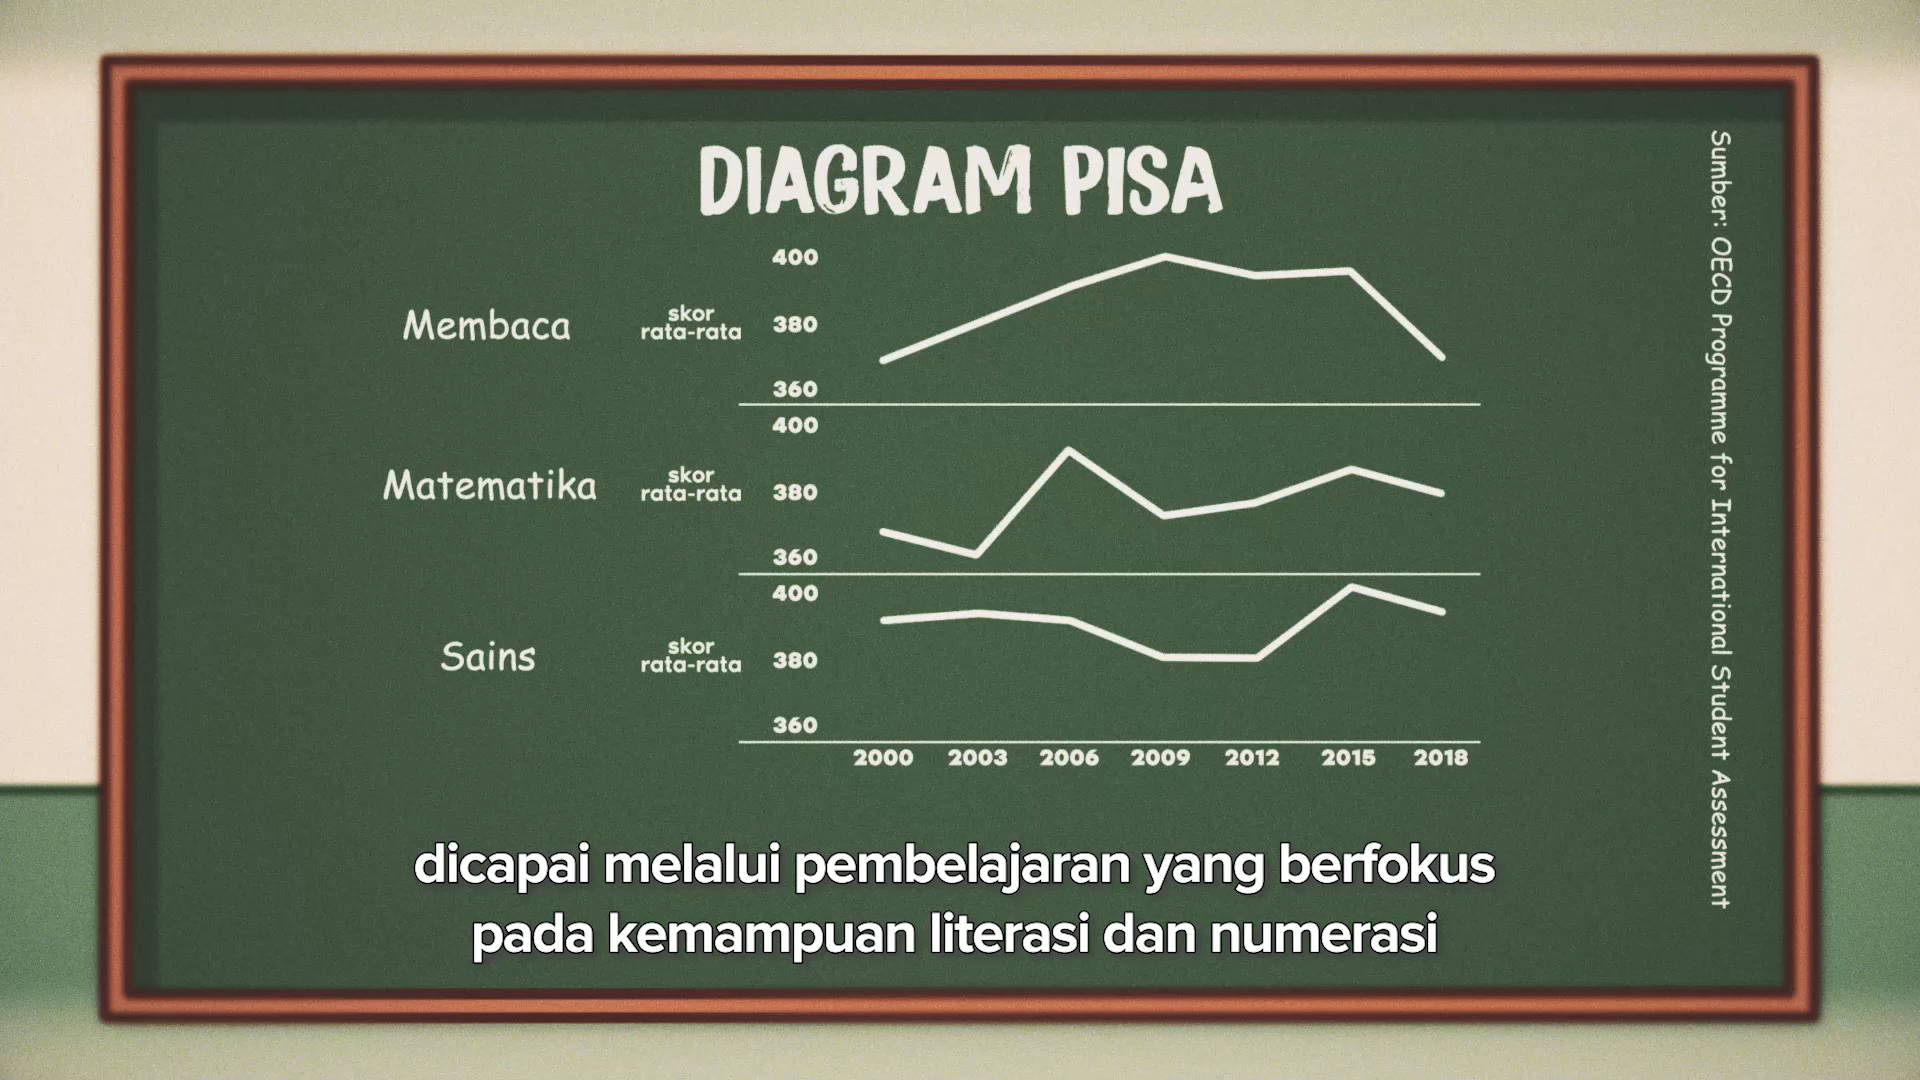 DIAGRAM PISA
Membaca
skor
rata-rata
400
380
360
Matematika
skor
rata-rata
400
380
360
Sains
skor
rata-rata
400
380
360
2000 2003 2006 2009 2012 2015 2018
Sumber: OECD Programme for International Student Assessment
dicapai melalui pembelajaran yang berfokus
pada kemampuan literasi dan numerasi